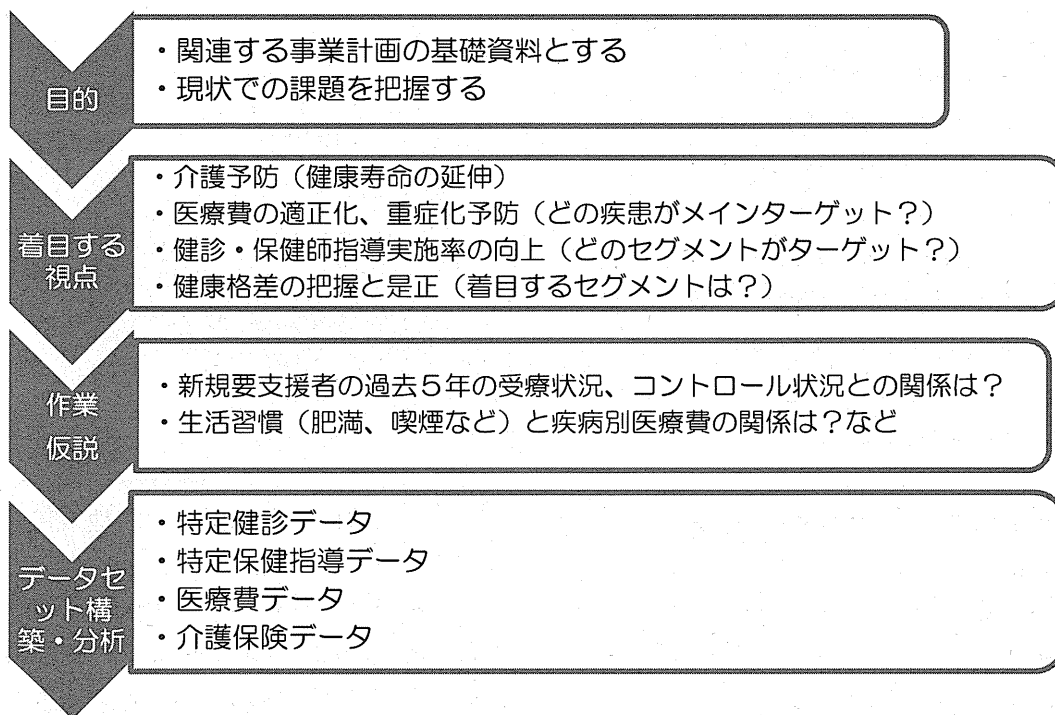 目的
・関連する事業計画の基礎資料とする
・現状での課題を把握する
着目する
視点
・介護予防（健康寿命の延伸）
・医療費の適正化、重症化予防（どの疾患がメインターゲット？）
・健診・保健師指導実施率の向上（どのセグメントがターゲット？）
・健康格差の把握と是正（着目するセグメントは？）
作業
仮説
・新規要支援者の過去５年の受療状況、コントロール状況との関係は？
・生活習慣（肥満、喫煙など）と疾病別医療費の関係は？など
データセ
ット構
築・分析
・特定健診データ
・特定保健指導データ
・医療費データ
・介護保険データ